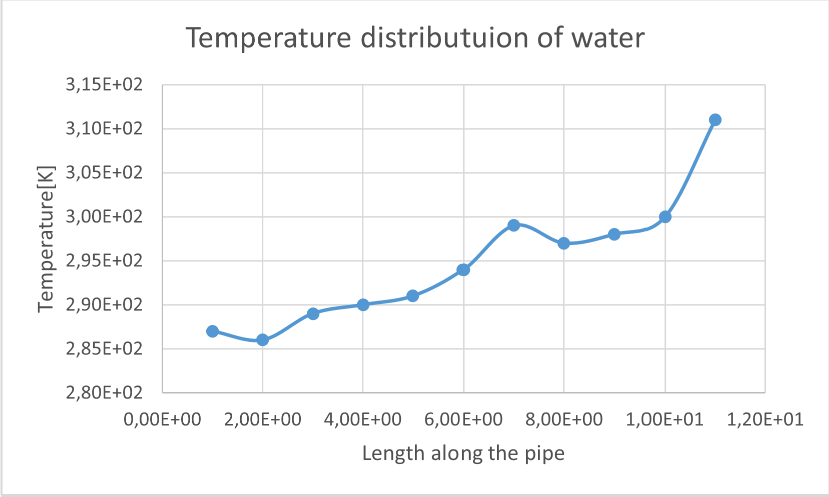 Temperature distributuion of water
3,15E+02
3,10E+02
3,05E+02
3,00E+02
2,95E+02
2,90E+02
2,85E+02
2,80E+02
Temperature[K]
0,00E+00 2,00E+00 4,00E+00 6,00E+00 8,00E+00 1,00E+01 1,20E+01
Length along the pipe